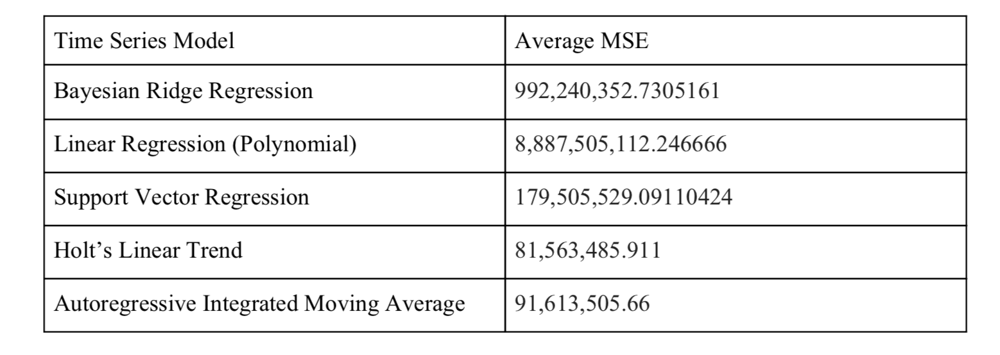 Time Series Model Average MSE
Bayesian Ridge Regression 992,240,352.7305161
Linear Regression (Polynomial) 8,887,505,112.246666
Support Vector Regression 179,505,529.09110424
Holt’s Linear Trend 81,563,485.911
Autoregressive Integrated Moving Average 91,613,505.66